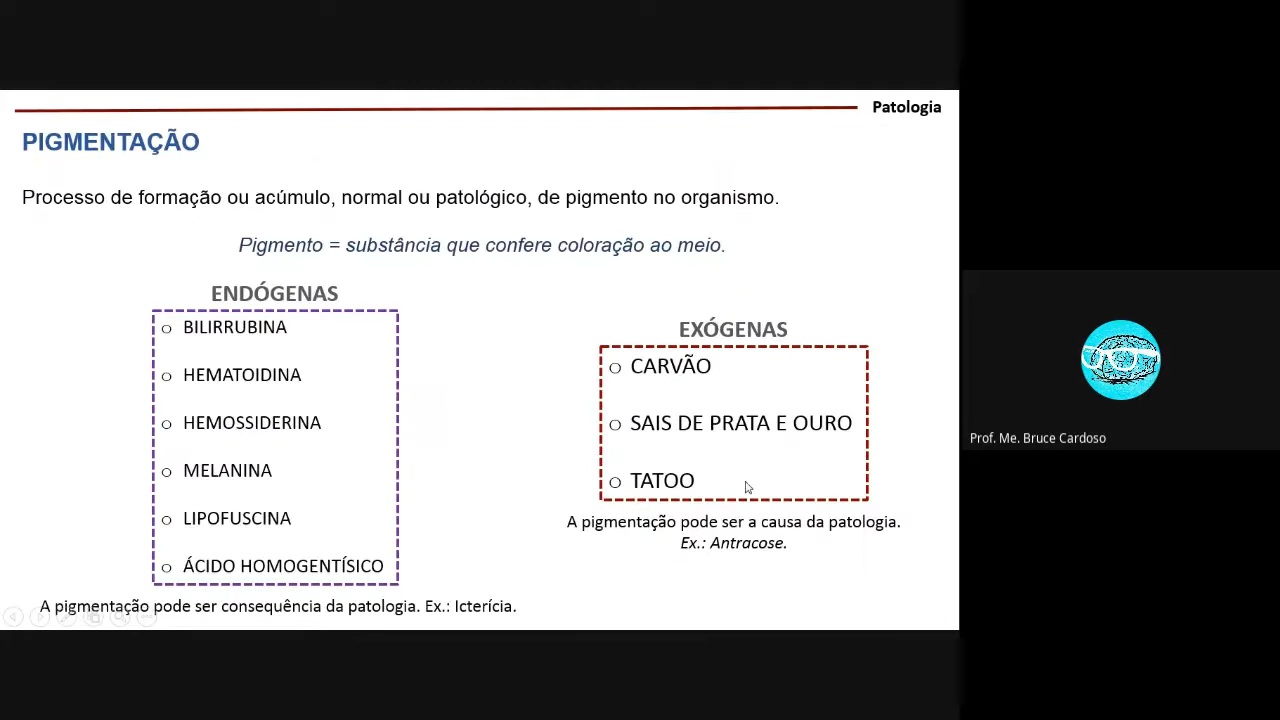 Patologia
PIGMENTAÇÃO
Processo de formação ou acúmulo, normal ou patológico, de pigmento no organismo.
Pigmento = substância que confere coloração ao meio.
ENDÓGENAS
BILIRRUBINA
HEMATOIDINA
HEMOSSIDERINA
MELANINA
LIPOFUSCINA
ÁCIDO HOMOGENTÍSICO
A pigmentação pode ser consequência da patologia. Ex.: Icterícia.
EXÓGENAS
CARVÃO
SAIS DE PRATA E OURO
TATOO
A pigmentação pode ser a causa da patologia.
Ex.: Antracose.
Prof. Me. Bruce Cardoso